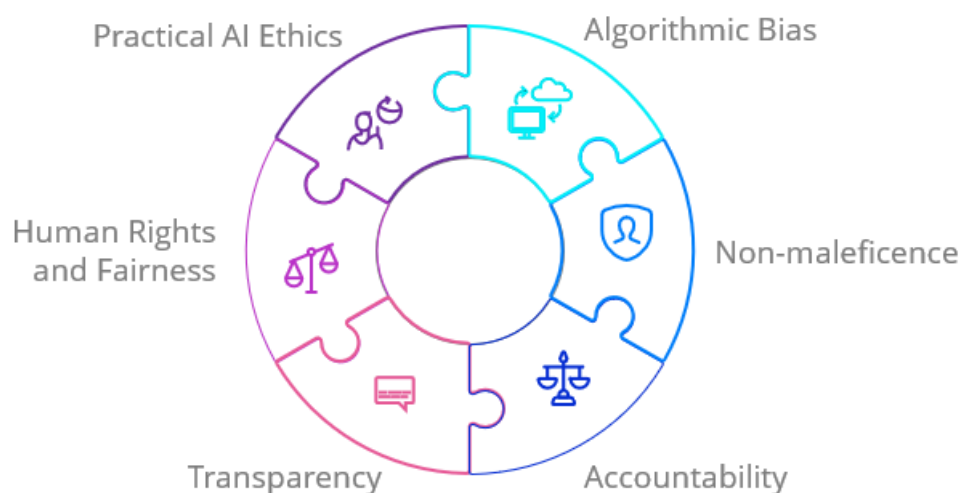 Practical AI Ethics
Algorithmic Bias
Human Rights
and Fairness
Non-maleficence
Transparency
Accountability